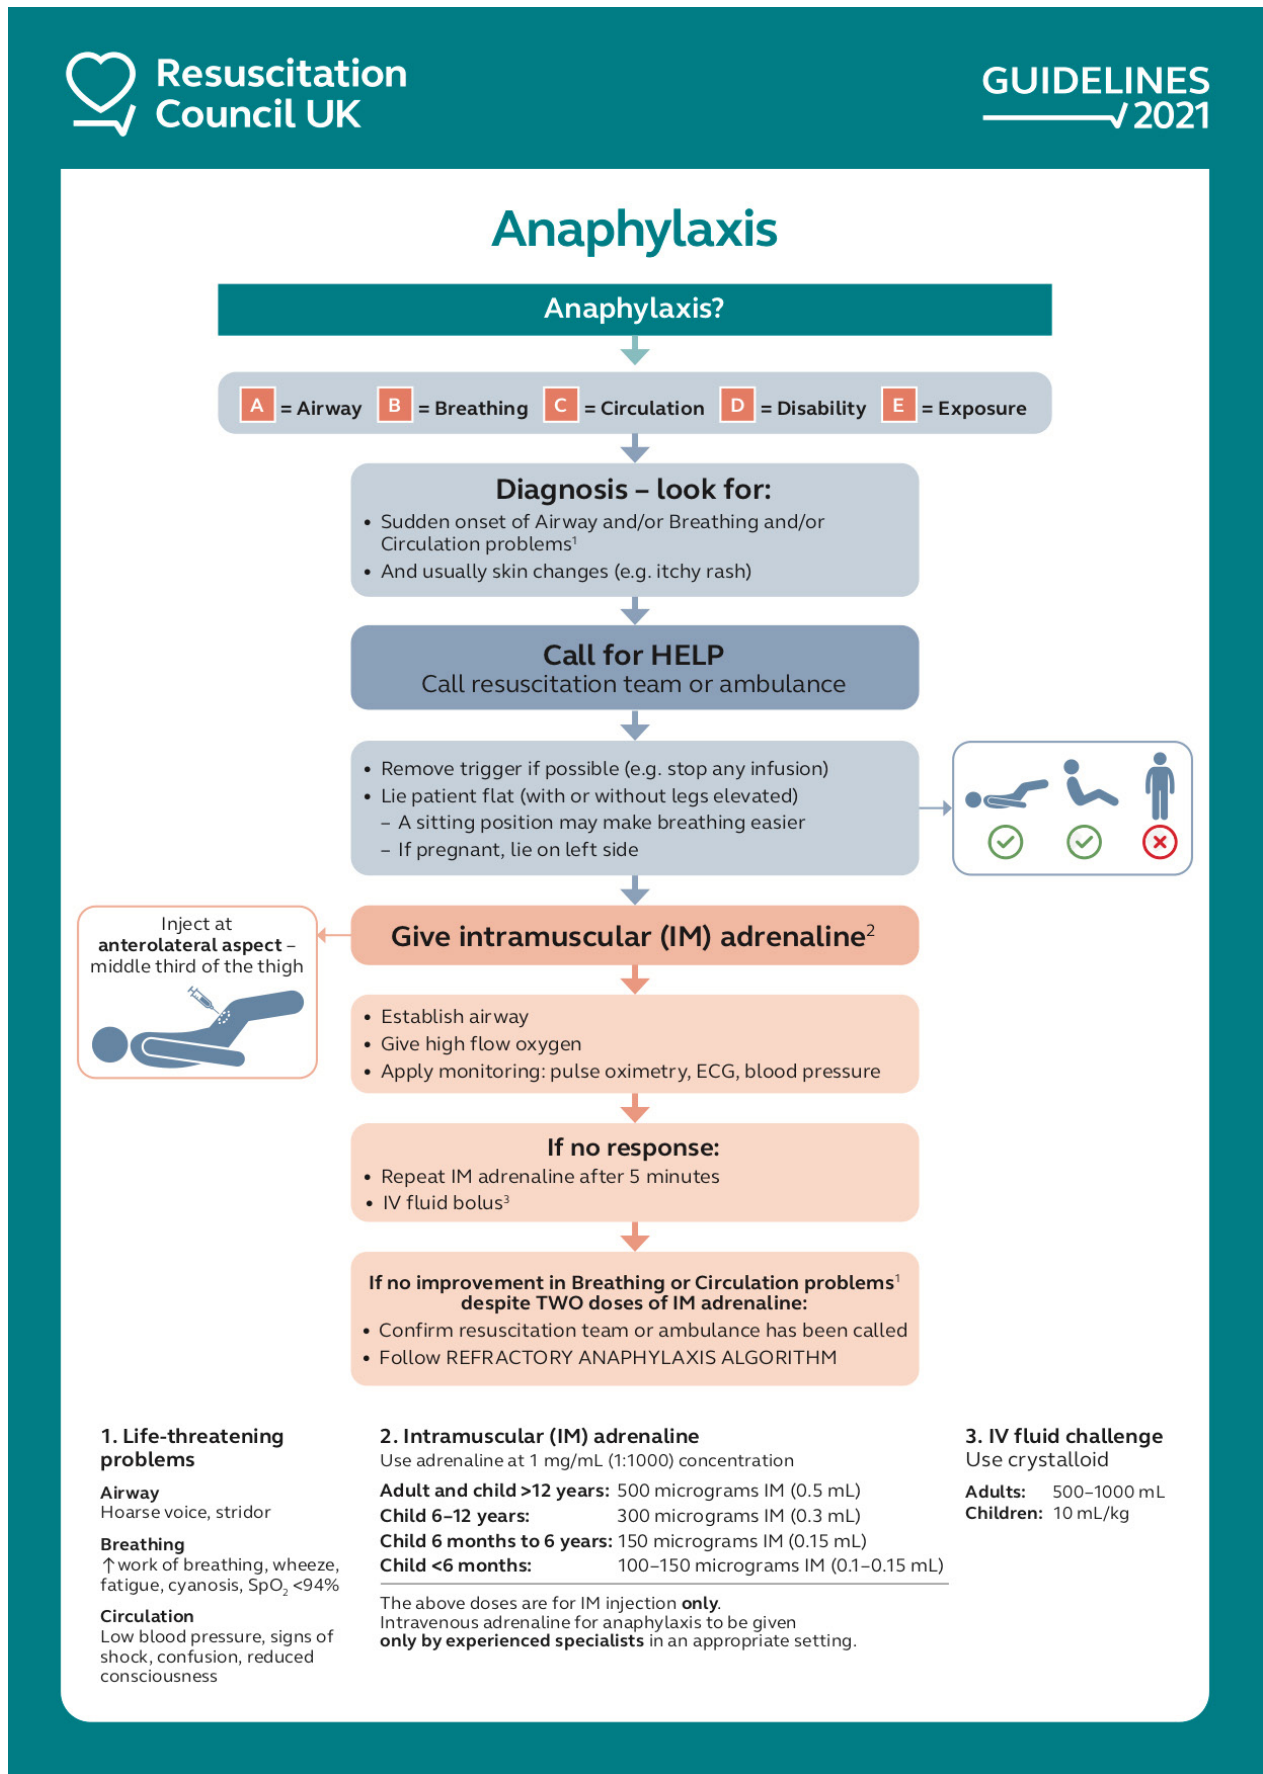 Resuscitation
Council UK
GUIDELINES
2021
Anaphylaxis
Anaphylaxis?
A = Airway B = Breathing C = Circulation D = Disability E = Exposure
Diagnosis – look for:
• Sudden onset of Airway and/or Breathing and/or
Circulation problems¹
• And usually skin changes (e.g. itchy rash)
Call for HELP
Call resuscitation team or ambulance
• Remove trigger if possible (e.g. stop any infusion)
• Lie patient flat (with or without legs elevated)
– A sitting position may make breathing easier
– If pregnant, lie on left side
Inject at
anterolateral aspect –
middle third of the thigh
Give intramuscular (IM) adrenaline²
• Establish airway
• Give high flow oxygen
• Apply monitoring: pulse oximetry, ECG, blood pressure
If no response:
• Repeat IM adrenaline after 5 minutes
• IV fluid bolus³
If no improvement in Breathing or Circulation problems¹
despite TWO doses of IM adrenaline:
• Confirm resuscitation team or ambulance has been called
• Follow REFRACTORY ANAPHYLAXIS ALGORITHM
1. Life-threatening
problems
Airway
Hoarse voice, stridor
Breathing
↑work of breathing, wheeze,
fatigue, cyanosis, SpO₂ <94%
Circulation
Low blood pressure, signs of
shock, confusion, reduced
consciousness
2. Intramuscular (IM) adrenaline
Use adrenaline at 1 mg/mL (1:1000) concentration
Adult and child >12 years: 500 micrograms IM (0.5 mL)
Child 6–12 years: 300 micrograms IM (0.3 mL)
Child 6 months to 6 years: 150 micrograms IM (0.15 mL)
Child <6 months: 100–150 micrograms IM (0.1–0.15 mL)
The above doses are for IM injection only.
Intravenous adrenaline for anaphylaxis to be given
only by experienced specialists in an appropriate setting.
3. IV fluid challenge
Use crystalloid
Adults: 500–1000 mL
Children: 10 mL/kg